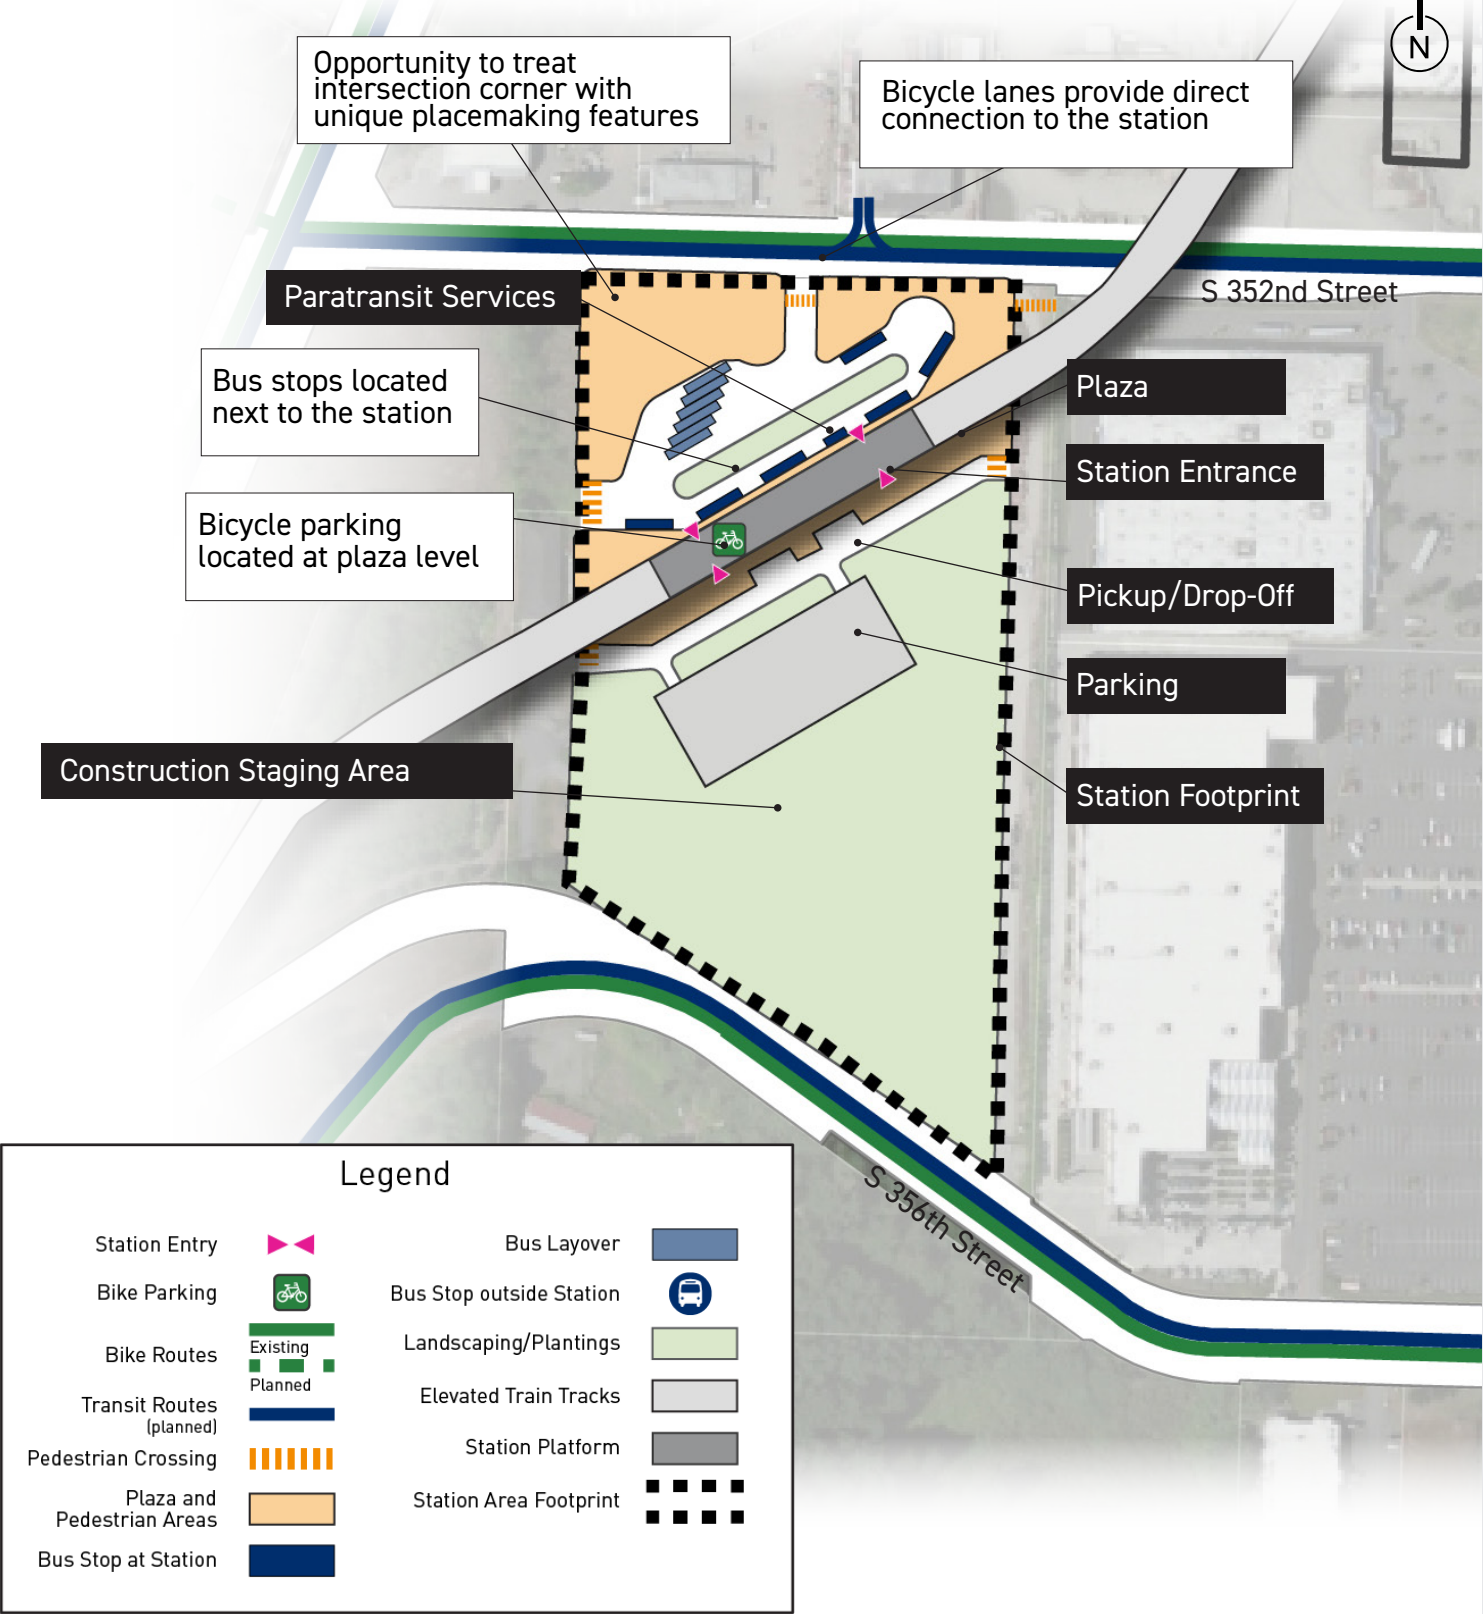 N
Opportunity to treat
intersection corner with
unique placemaking features
Bicycle lanes provide direct
connection to the station
Paratransit Services
S 352nd Street
Bus stops located
next to the station
Plaza
Station Entrance
Bicycle parking
located at plaza level
Pickup/Drop-Off
Parking
Construction Staging Area
Station Footprint
S 356th Street
Legend
Station Entry
Bike Parking
Bike Routes
Existing
Planned
Transit Routes
(planned)
Pedestrian Crossing
Plaza and
Pedestrian Areas
Bus Stop at Station
Bus Layover
Bus Stop outside Station
Landscaping/Plantings
Elevated Train Tracks
Station Platform
Station Area Footprint